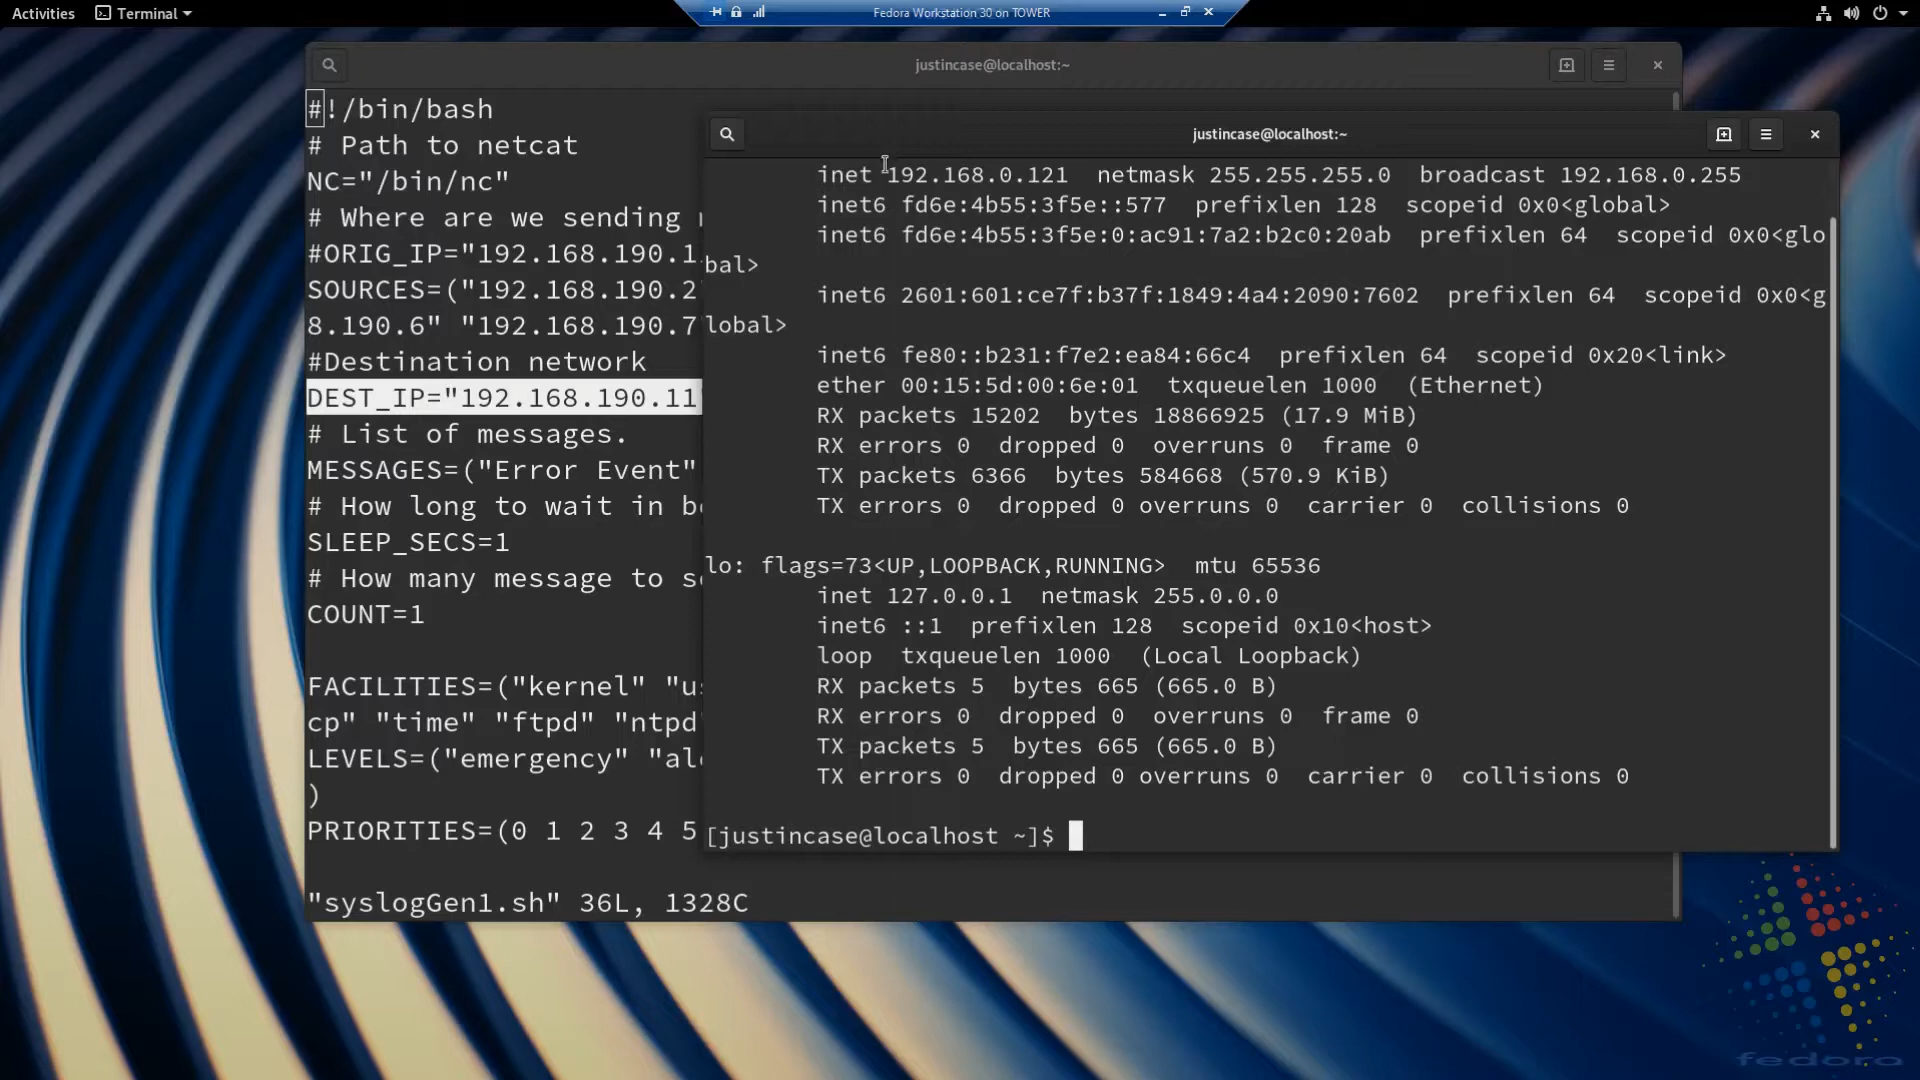 Activities Terminal
Fedora Workstation 30 on TOWER
justincase@localhost:~
#!/bin/bash
# Path to netcat
NC="/bin/nc"
# Where are we sending
#ORIG_IP="192.168.190.1
SOURCES=("192.168.190.2
8.190.6" "192.168.190.7
#Destination network
DEST_IP="192.168.190.11
# List of messages.
MESSAGES=("Error Event"
# How long to wait in
SLEEP_SECS=1
# How many message to
COUNT=1
FACILITIES=("kernel"
cp" "time" "ftpd" "ntpd
LEVELS=("emergency"
)
PRIORITIES=(0 1 2 3 4 5
"syslogGen1.sh" 36L, 1328C
justincase@localhost:~
inet 192.168.0.121 netmask 255.255.255.0 broadcast 192.168.0.255
inet6 fd6e:4b55:3f5e::577 prefixlen 128 scopeid 0x0<global>
inet6 fd6e:4b55:3f5e:0:ac91:7a2:b2c0:20ab prefixlen 64 scopeid 0x0<glo
bal>
inet6 2601:601:ce7f:b37f:1849:4a4:2090:7602 prefixlen 64 scopeid 0x0<g
lobal>
inet6 fe80::b231:f7e2:ea84:66c4 prefixlen 64 scopeid 0x20<link>
ether 00:15:5d:00:6e:01 txqueuelen 1000 (Ethernet)
RX packets 15202 bytes 18866925 (17.9 MiB)
RX errors 0 dropped 0 overruns 0 frame 0
TX packets 6366 bytes 584668 (570.9 KiB)
TX errors 0 dropped 0 overruns 0 carrier 0 collisions 0
lo: flags=73<UP,LOOPBACK,RUNNING> mtu 65536
inet 127.0.0.1 netmask 255.0.0.0
inet6 ::1 prefixlen 128 scopeid 0x10<host>
loop txqueuelen 1000 (Local Loopback)
RX packets 5 bytes 665 (665.0 B)
RX errors 0 dropped 0 overruns 0 frame 0
TX packets 5 bytes 665 (665.0 B)
TX errors 0 dropped 0 overruns 0 carrier 0 collisions 0
[justincase@localhost ~]$
fedora